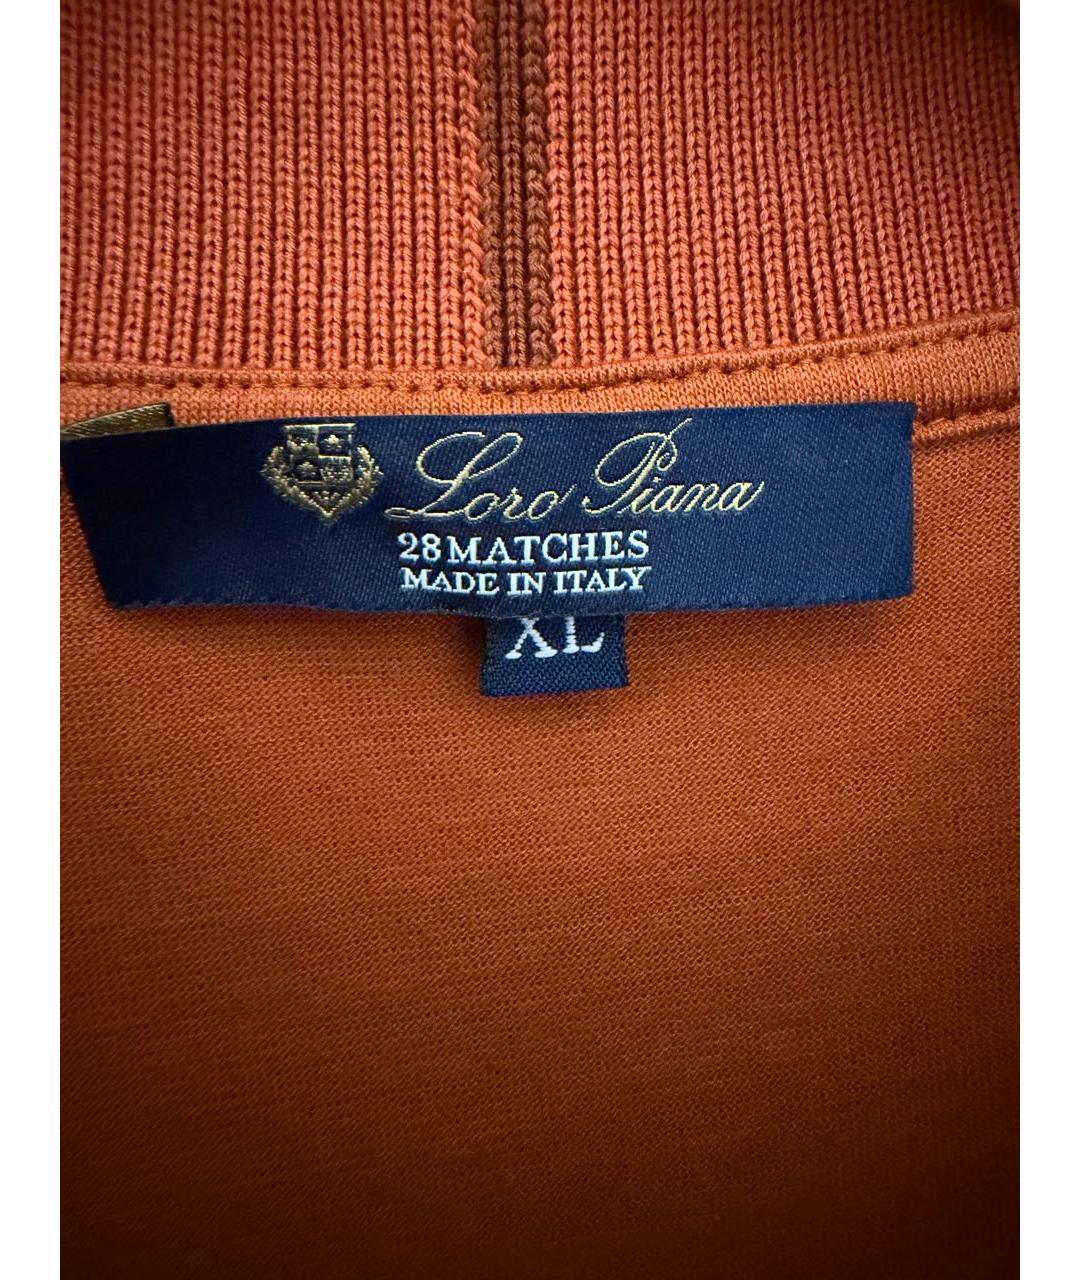 Loro Piana
28 MATCHES
MADE IN ITALY
XL